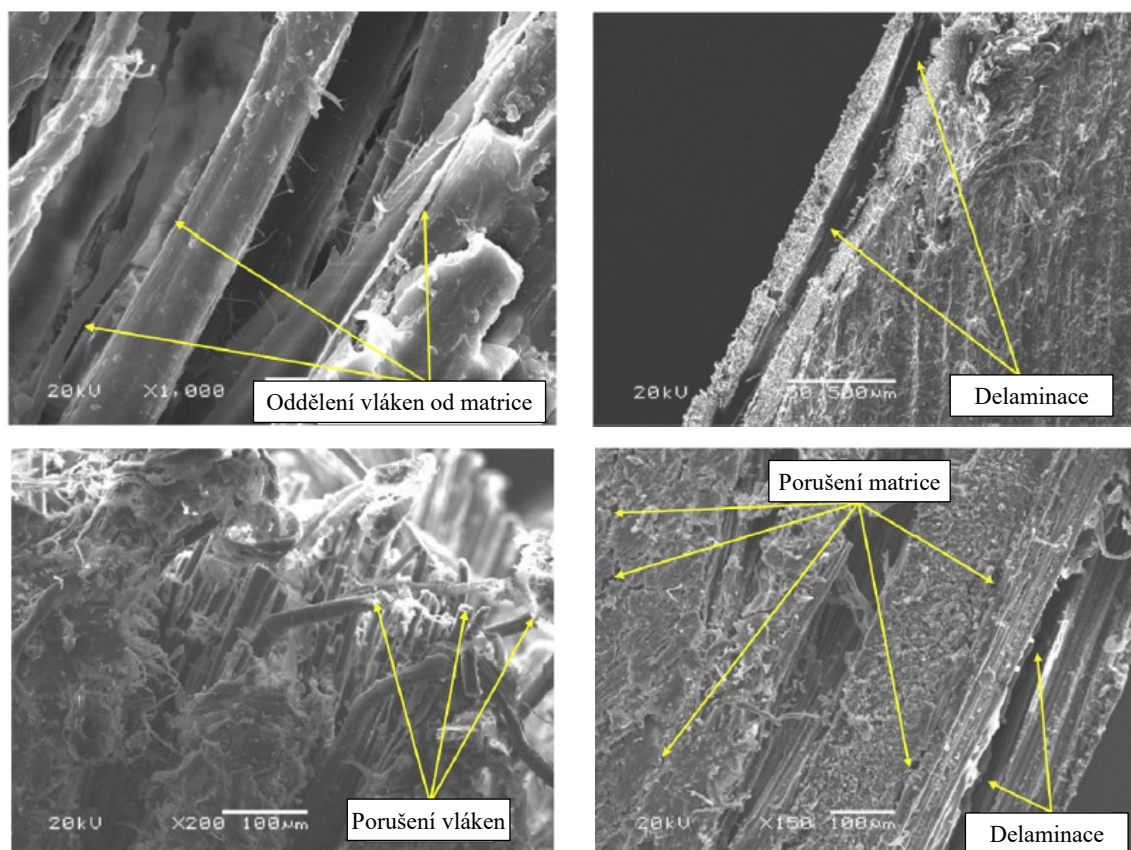 20kV X1,000
Oddělení vláken od matrice
20kV 500µm
Delaminace
Porušení matrice
20kV X200 100µm
Porušení vláken
20kV X150 100µm
Delaminace